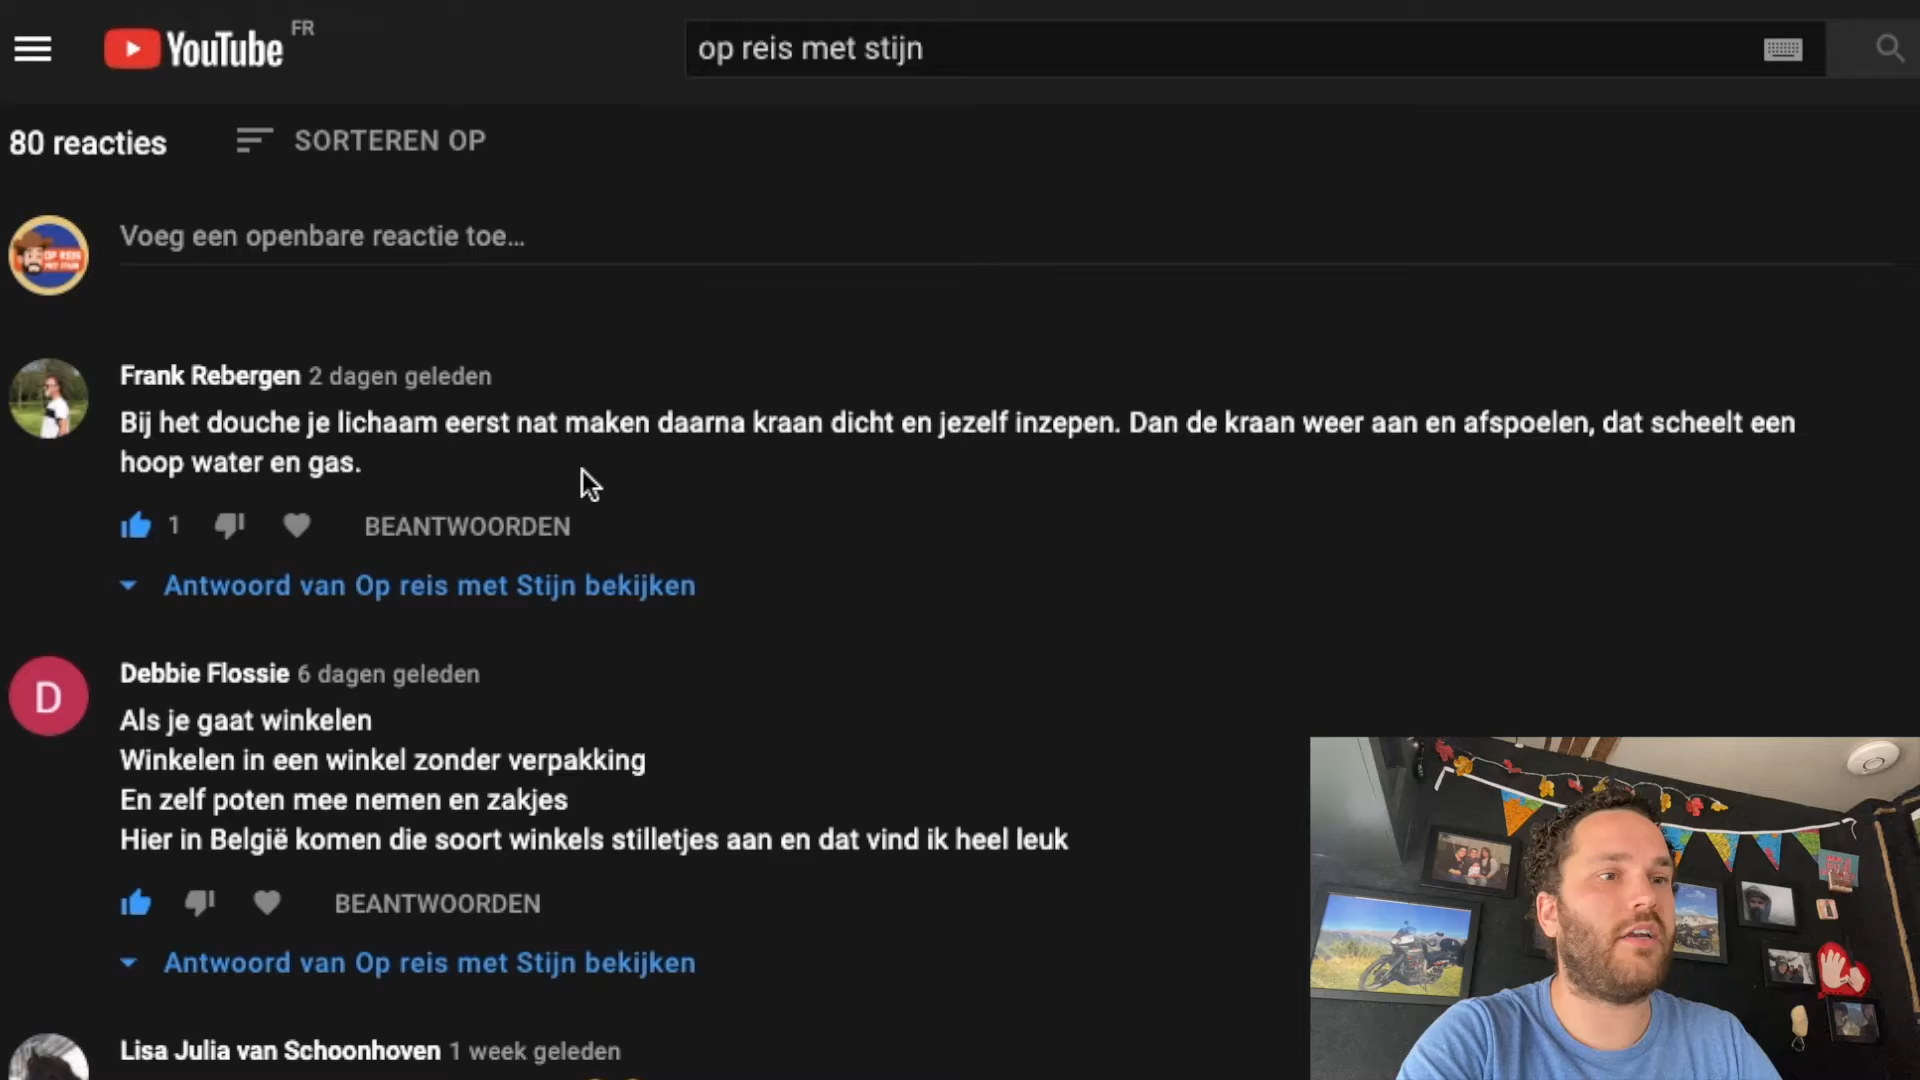 YouTube FR
op reis met stijn
80 reacties
SORTEREN OP
OP REIS
MET STIJN
Voeg een openbare reactie toe...
Frank Rebergen 2 dagen geleden
Bij het douche je lichaam eerst nat maken daarna kraan dicht en jezelf inzepen. Dan de kraan weer aan en afspoelen, dat scheelt een
hoop water en gas.
1
BEANTWOORDEN
Antwoord van Op reis met Stijn bekijken
D
Debbie Flossie 6 dagen geleden
Als je gaat winkelen
Winkelen in een winkel zonder verpakking
En zelf poten mee nemen en zakjes
Hier in België komen die soort winkels stilletjes aan en dat vind ik heel leuk
BEANTWOORDEN
Antwoord van Op reis met Stijn bekijken
Lisa Julia van Schoonhoven 1 week geleden